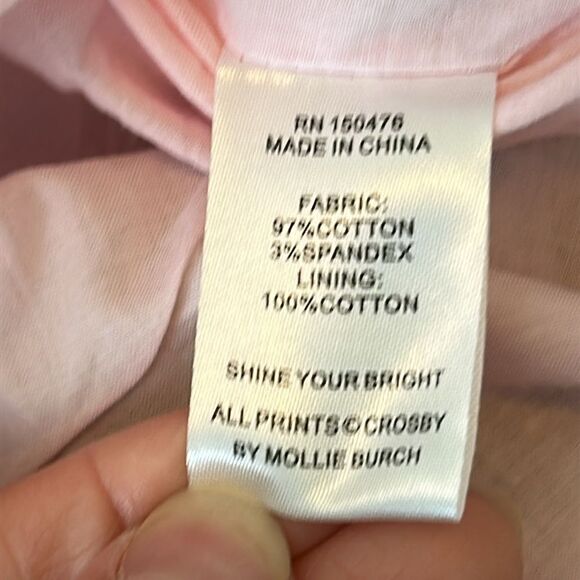 RN 150476
MADE IN CHINA
FABRIC:
97%COTTON
3%SPANDEX
LINING:
100%COTTON
SHINE YOUR BRIGHT
ALL PRINTS © CROSBY
BY MOLLIE BURCH